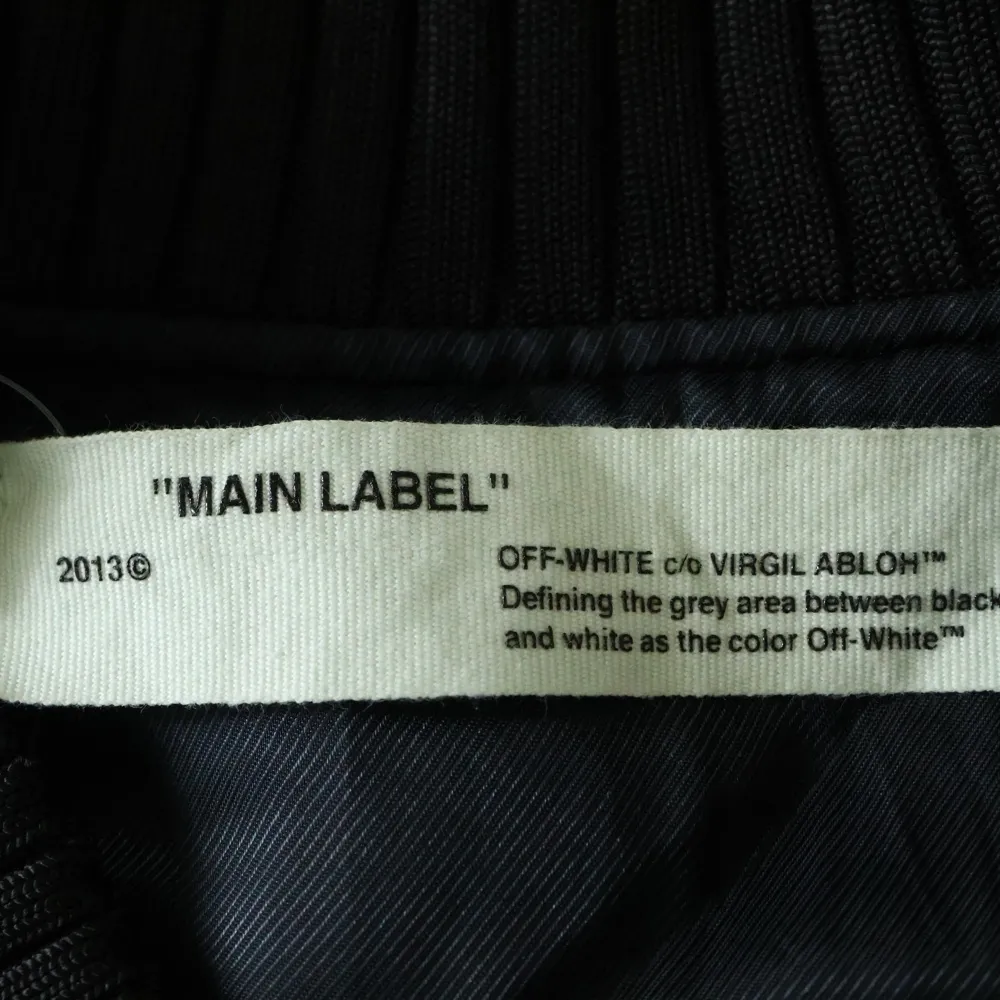 "MAIN LABEL"
2013©
OFF-WHITE c/o VIRGIL ABLOH™
Defining the grey area between black
and white as the color Off-White™